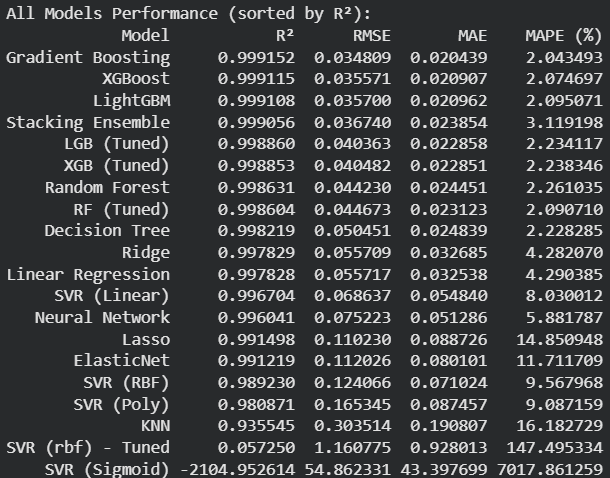 All Models Performance (sorted by R²):
Model R² RMSE MAE MAPE (%)
Gradient Boosting 0.999152 0.034809 0.020439 2.043493
XGBoost 0.999115 0.035571 0.020907 2.074697
LightGBM 0.999108 0.035700 0.020962 2.095071
Stacking Ensemble 0.999056 0.036740 0.023854 3.119198
LGB (Tuned) 0.998860 0.040363 0.022858 2.234117
XGB (Tuned) 0.998853 0.040482 0.022851 2.238346
Random Forest 0.998631 0.044230 0.024451 2.261035
RF (Tuned) 0.998604 0.044673 0.023123 2.090710
Decision Tree 0.998219 0.050451 0.024839 2.228285
Ridge 0.997829 0.055709 0.032685 4.282070
Linear Regression 0.997828 0.055717 0.032538 4.290385
SVR (Linear) 0.996704 0.068637 0.054840 8.030012
Neural Network 0.996041 0.075223 0.051286 5.881787
Lasso 0.991498 0.110230 0.088726 14.850948
ElasticNet 0.991219 0.112026 0.080101 11.711709
SVR (RBF) 0.989230 0.124066 0.071024 9.567968
SVR (Poly) 0.980871 0.165345 0.087457 9.087159
KNN 0.935545 0.303514 0.190807 16.182729
SVR (rbf) - Tuned 0.057250 1.160775 0.928013 147.495334
SVR (Sigmoid) -2104.952614 54.862331 43.397699 7017.861259